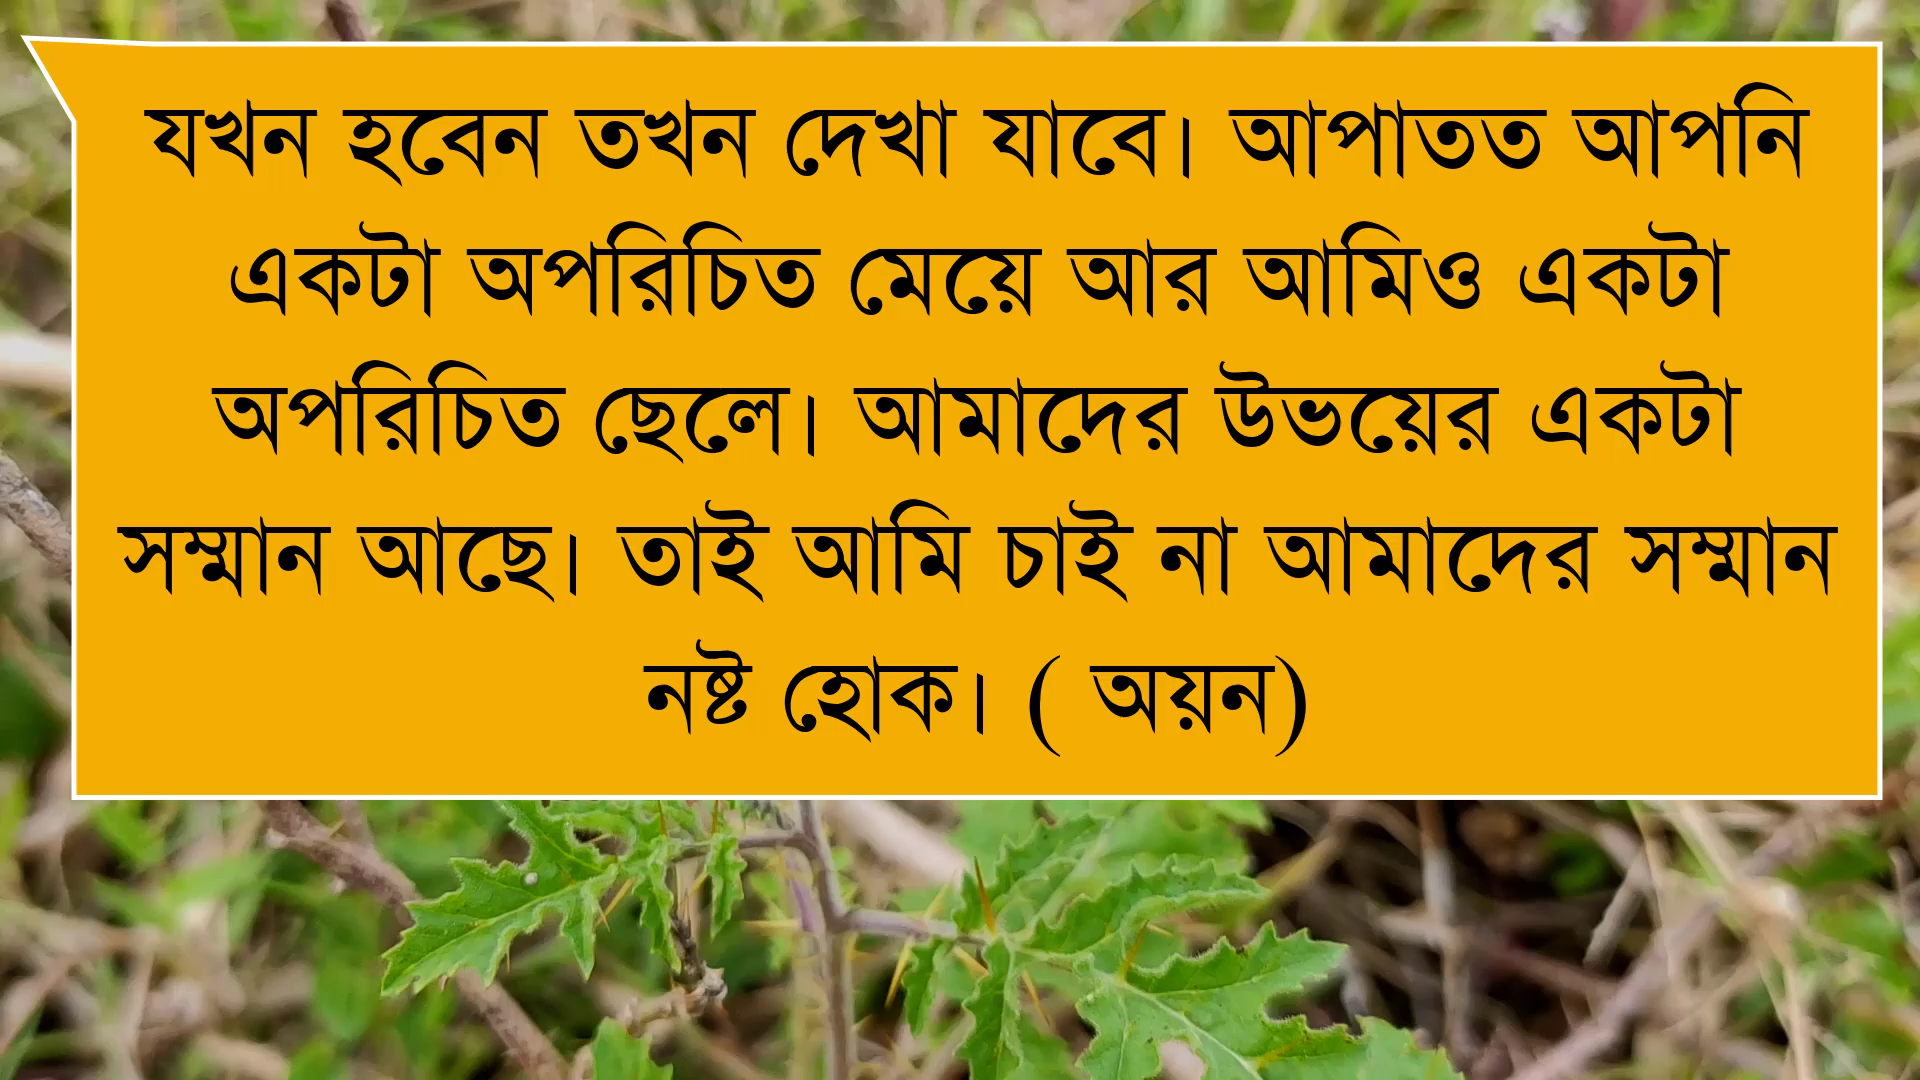 যখন হবেন তখন দেখা যাবে। আপাতত আপনি
একটা অপরিচিত মেয়ে আর আমিও একটা
অপরিচিত ছেলে। আমাদের উভয়ের একটা
সম্মান আছে। তাই আমি চাই না আমাদের সম্মান
নষ্ট হোক। ( অয়ন)